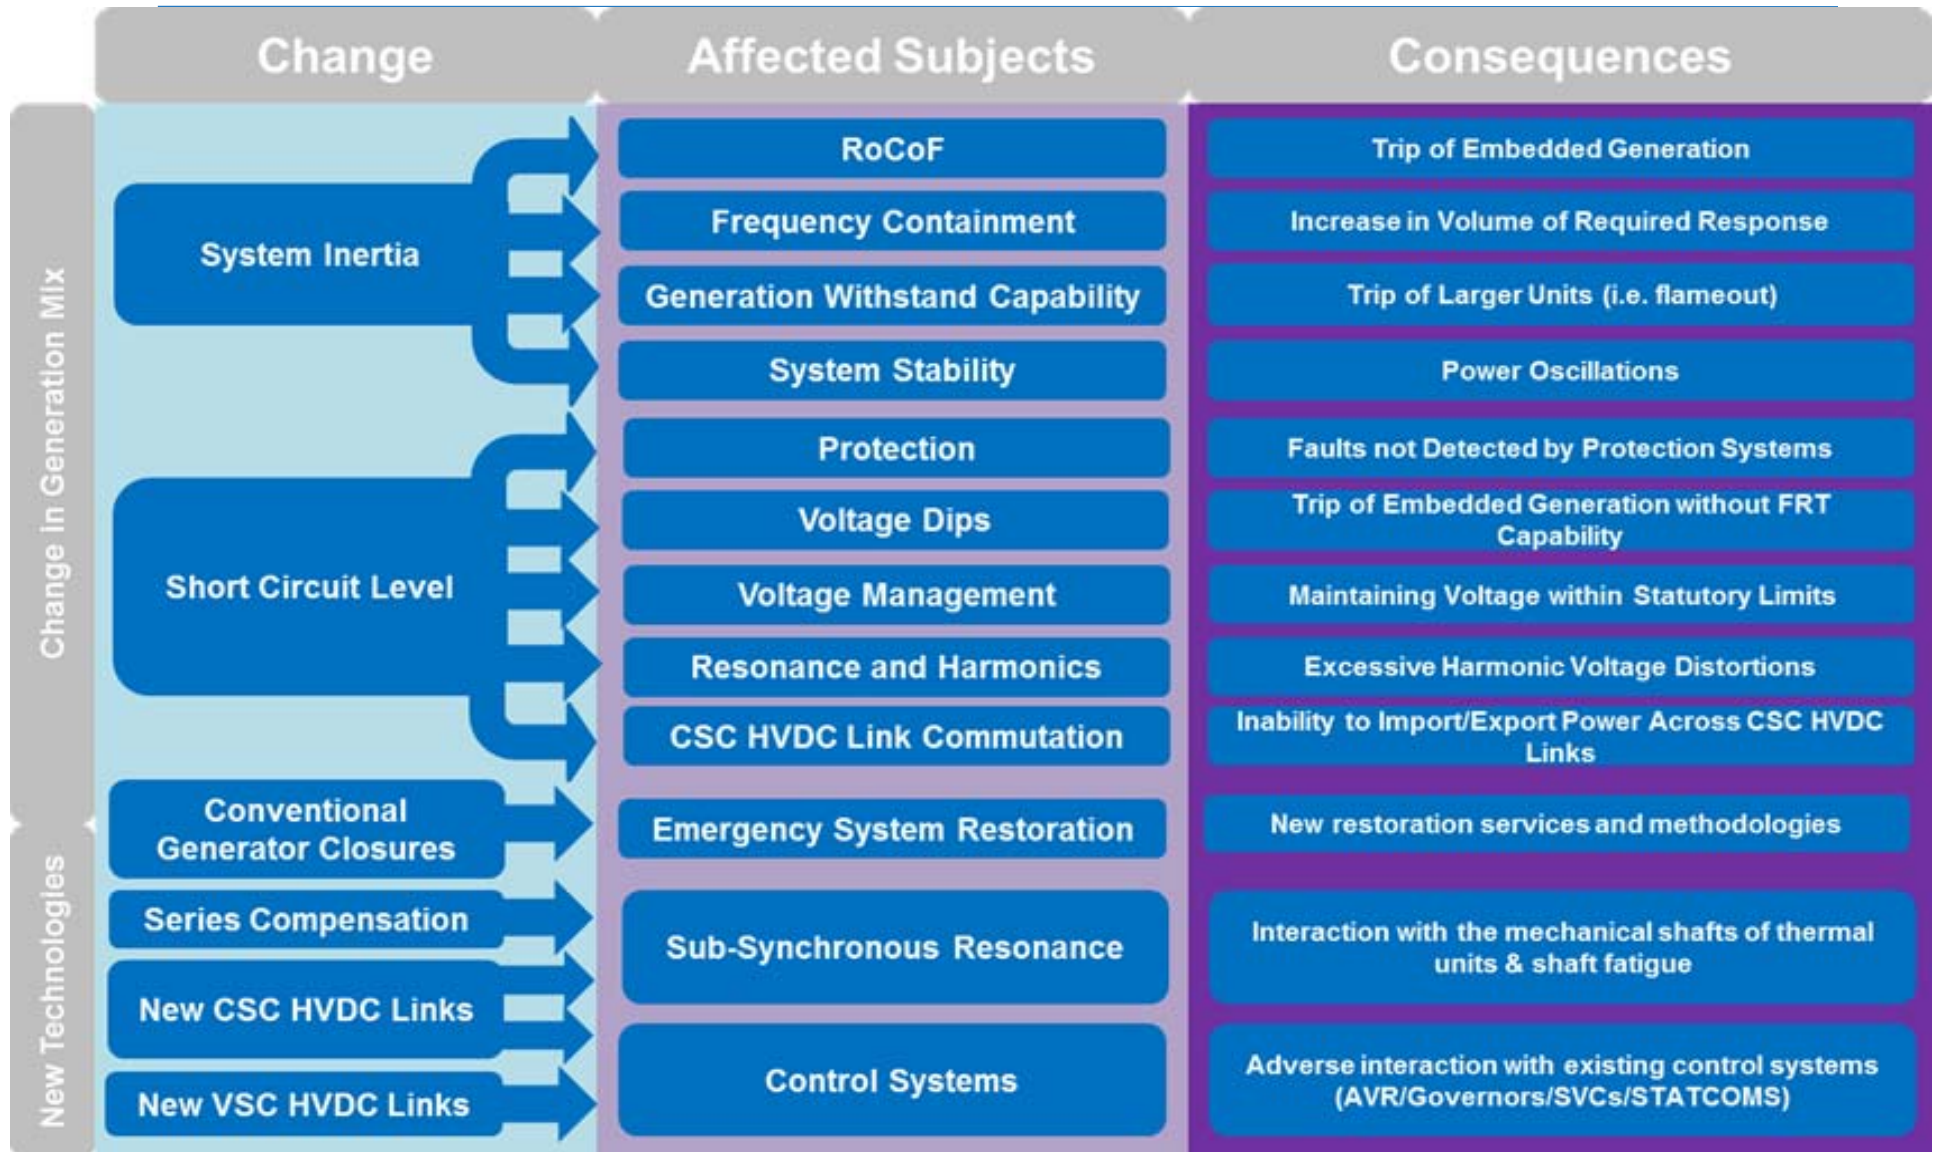 Change
Affected Subjects
Consequences
Change in Generation Mix
System Inertia
RoCoF
Trip of Embedded Generation
Frequency Containment
Increase in Volume of Required Response
Generation Withstand Capability
Trip of Larger Units (i.e. flameout)
System Stability
Power Oscillations
Short Circuit Level
Protection
Faults not Detected by Protection Systems
Voltage Dips
Trip of Embedded Generation without FRT
Capability
Voltage Management
Maintaining Voltage within Statutory Limits
Resonance and Harmonics
Excessive Harmonic Voltage Distortions
CSC HVDC Link Commutation
Inability to Import/Export Power Across CSC HVDC
Links
Conventional
Generator Closures
Emergency System Restoration
New restoration services and methodologies
New Technologies
Series Compensation
New CSC HVDC Links
Sub-Synchronous Resonance
Interaction with the mechanical shafts of thermal
units & shaft fatigue
New VSC HVDC Links
Control Systems
Adverse interaction with existing control systems
(AVR/Governors/SVCs/STATCOMS)